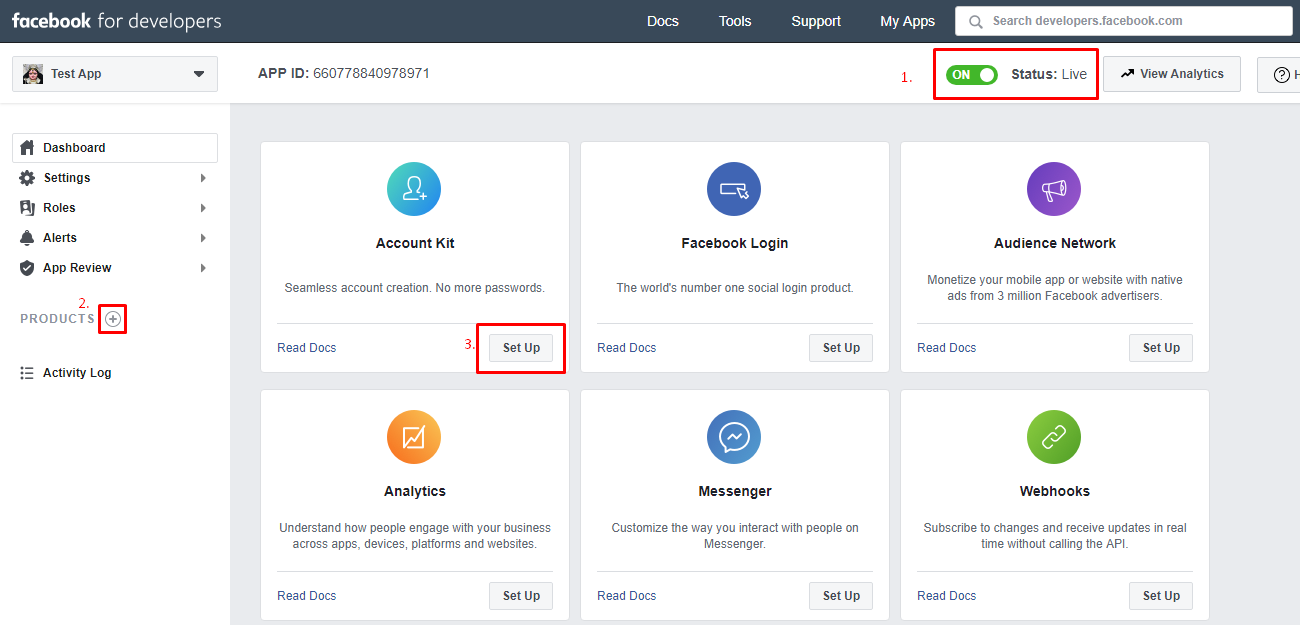 facebook for developers
Docs
Tools
Support
My Apps
Search developers.facebook.com
Test App
APP ID: 660778840978971
1.
ON
Status: Live
View Analytics
H
Dashboard
Settings
Roles
Alerts
App Review
2.
PRODUCTS
Activity Log
Account Kit
Seamless account creation. No more passwords.
Read Docs
3.
Set Up
Facebook Login
The world's number one social login product.
Read Docs
Set Up
Audience Network
Monetize your mobile app or website with native
ads from 3 million Facebook advertisers.
Read Docs
Set Up
Analytics
Understand how people engage with your business
across apps, devices, platforms and websites.
Read Docs
Set Up
Messenger
Customize the way you interact with people on
Messenger.
Read Docs
Set Up
Webhooks
Subscribe to changes and receive updates in real
time without calling the API.
Read Docs
Set Up